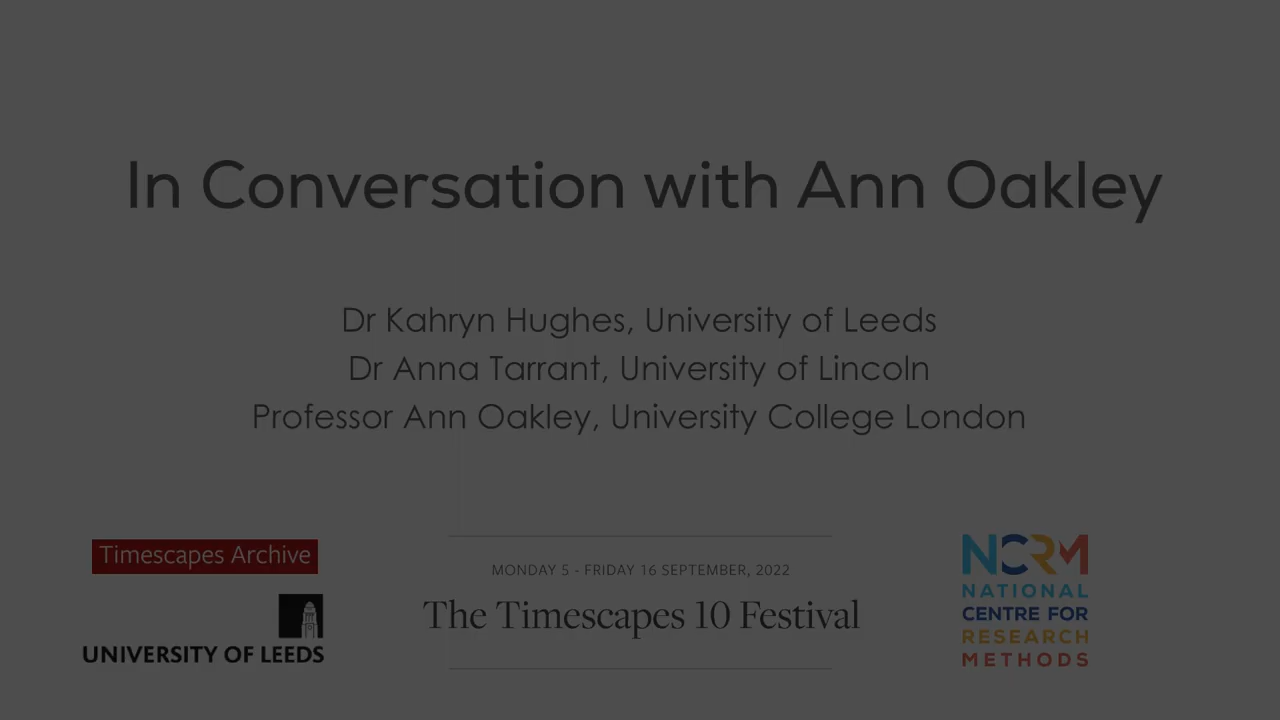 In Conversation with Ann Oakley
Dr Kahryn Hughes, University of Leeds
Dr Anna Tarrant, University of Lincoln
Professor Ann Oakley, University College London
Timescapes Archive
UNIVERSITY OF LEEDS
MONDAY 5 - FRIDAY 16 SEPTEMBER, 2022
The Timescapes 10 Festival
NCRM
NATIONAL
CENTRE FOR
RESEARCH
METHODS